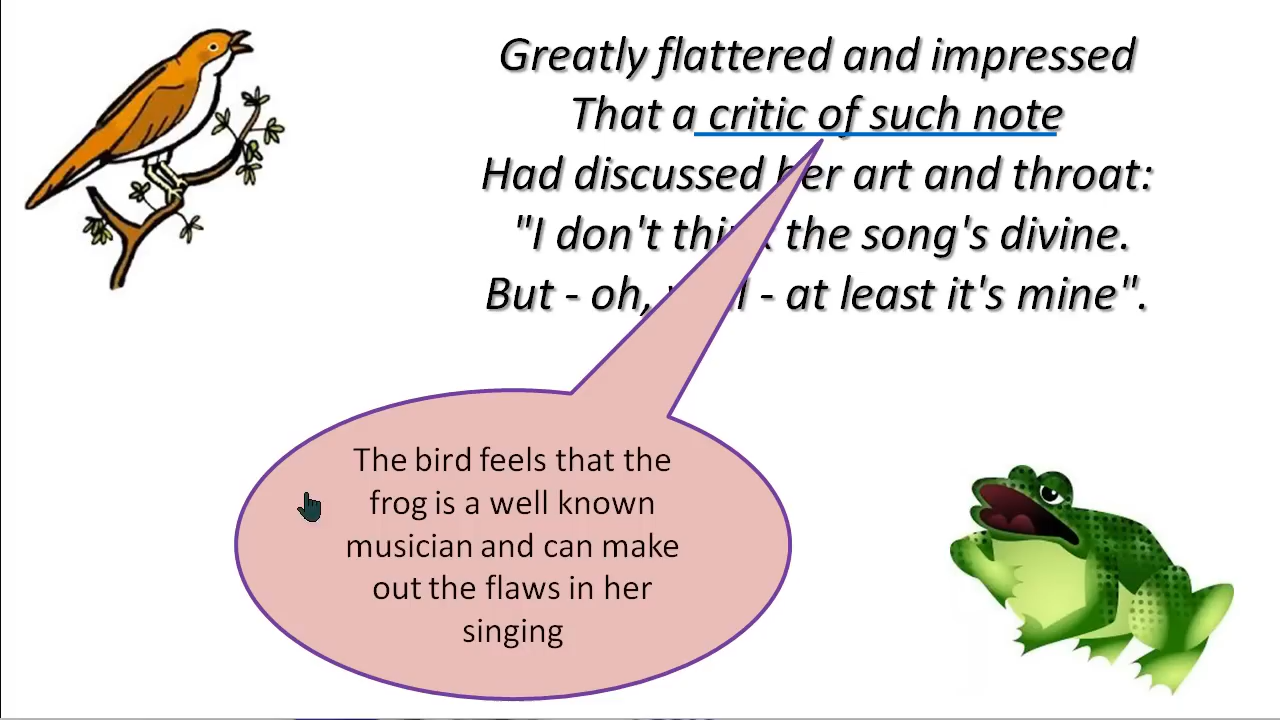 Greatly flattered and impressed
That a critic of such note
Had discussed her art and throat:
"I don't think the song's divine.
But - oh, - at least it's mine".
The bird feels that the
frog is a well known
musician and can make
out the flaws in her
singing